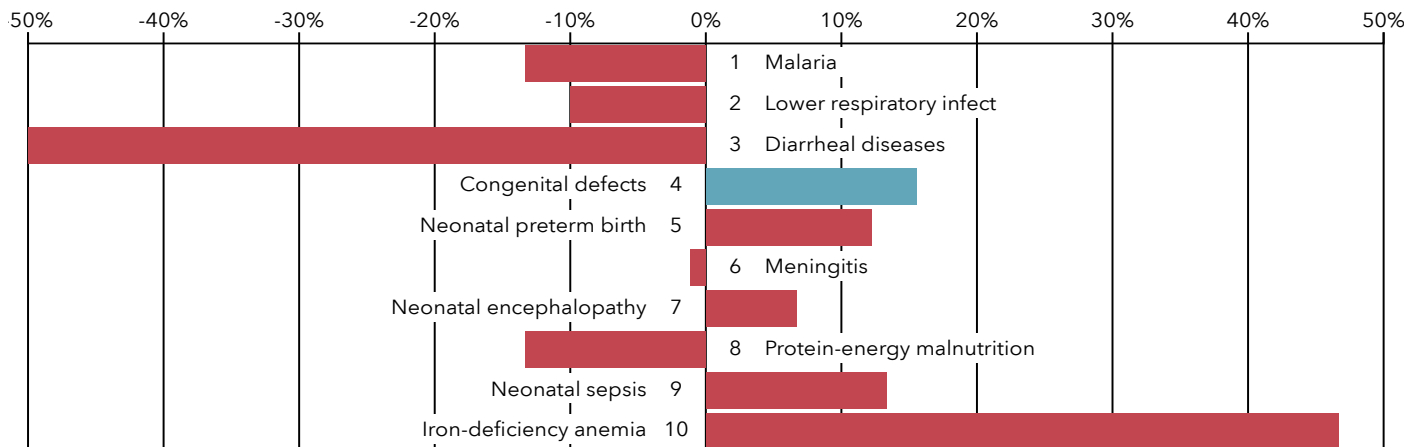 -50% -40% -30% -20% -10% 0% 10% 20% 30% 40% 50%
1 Malaria
2 Lower respiratory infect
3 Diarrheal diseases
Congenital defects 4
Neonatal preterm birth 5
6 Meningitis
Neonatal encephalopathy 7
8 Protein-energy malnutrition
Neonatal sepsis 9
Iron-deficiency anemia 10